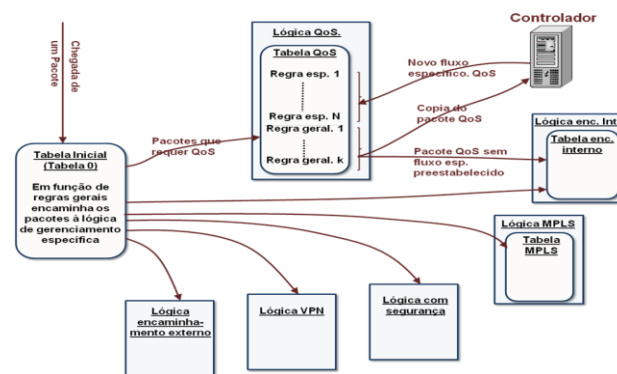 Chegada de
um Pacote
Tabela Inicial
(Tabela 0)
Em função de
regras gerais
encaminha os
pacotes à lógica
de gerenciamento
especifica
Pacotes que
requer QoS
Lógica QoS.
Tabela QoS
Regra esp. 1
Regra esp. N
Regra geral. 1
Regra geral. k
Controlador
Novo fluxo
específico. QoS
Copia do
pacote QoS
Pacote QoS sem
fluxo esp.
preestabelecido
Lógica enc. Int
Tabela enc.
interno
Lógica MPLS
Tabela
MPLS
Lógica
encaminha-
mento externo
Lógica VPN
Lógica com
segurança